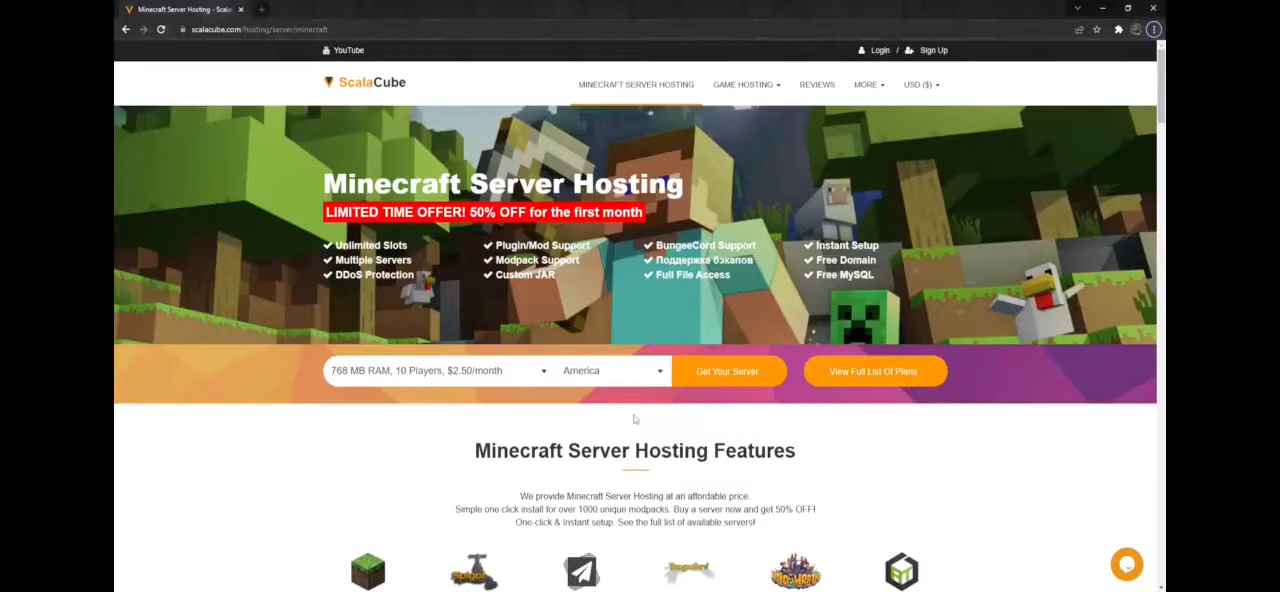 Minecraft Server Hosting - Scala
scalacube.com/hosting/server/minecraft
YouTube
Login / Sign Up
ScalaCube
MINECRAFT SERVER HOSTING GAME HOSTING REVIEWS MORE USD ($)
Minecraft Server Hosting
LIMITED TIME OFFER! 50% OFF for the first month
Unlimited Slots Plugin/Mod Support BungeeCord Support Instant Setup
Multiple Servers Modpack Support Поддержка бэкапов Free Domain
DDoS Protection Custom JAR Full File Access Free MySQL
768 MB RAM, 10 Players, $2.50/month America Get Your Server View Full List Of Plans
Minecraft Server Hosting Features
We provide Minecraft Server Hosting at an affordable price.
Simple one click install for over 1000 unique modpacks. Buy a server now and get 50% OFF!
One-click & Instant setup. See the full list of available servers!
Spigot BungeeCord